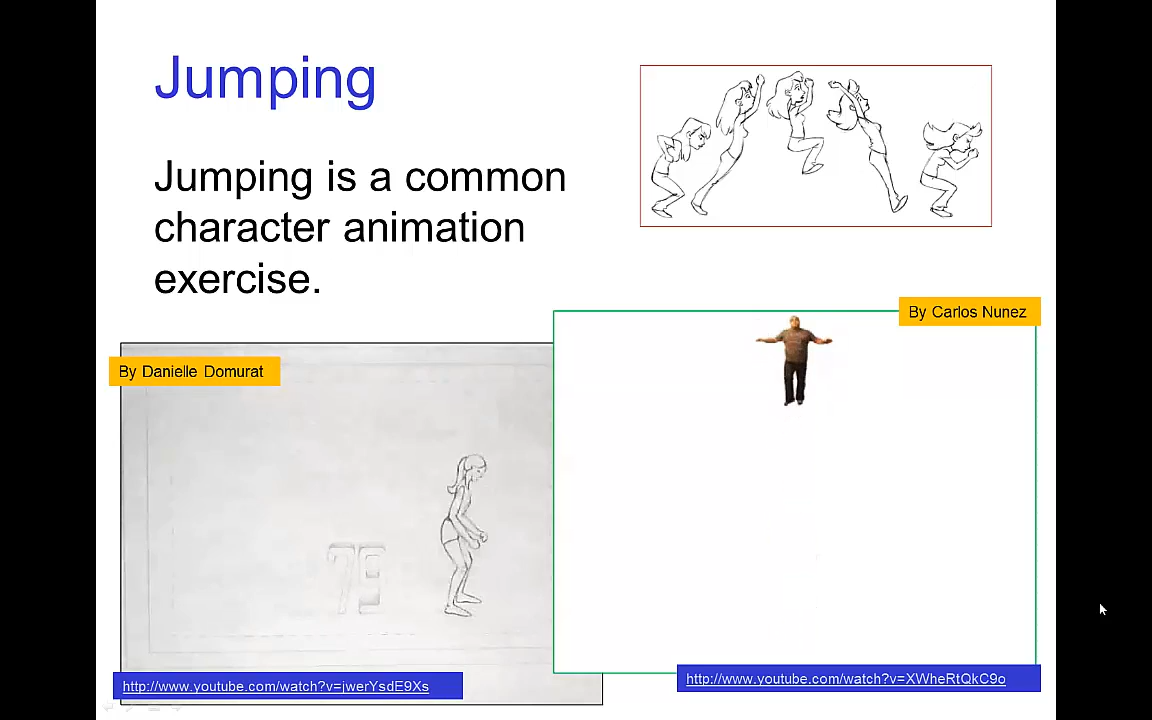 Jumping
Jumping is a common
character animation
exercise.
By Carlos Nunez
By Danielle Domurat
79
http://www.youtube.com/watch?v=jwerYsdE9Xs
http://www.youtube.com/watch?v=XWheRtQkC9o